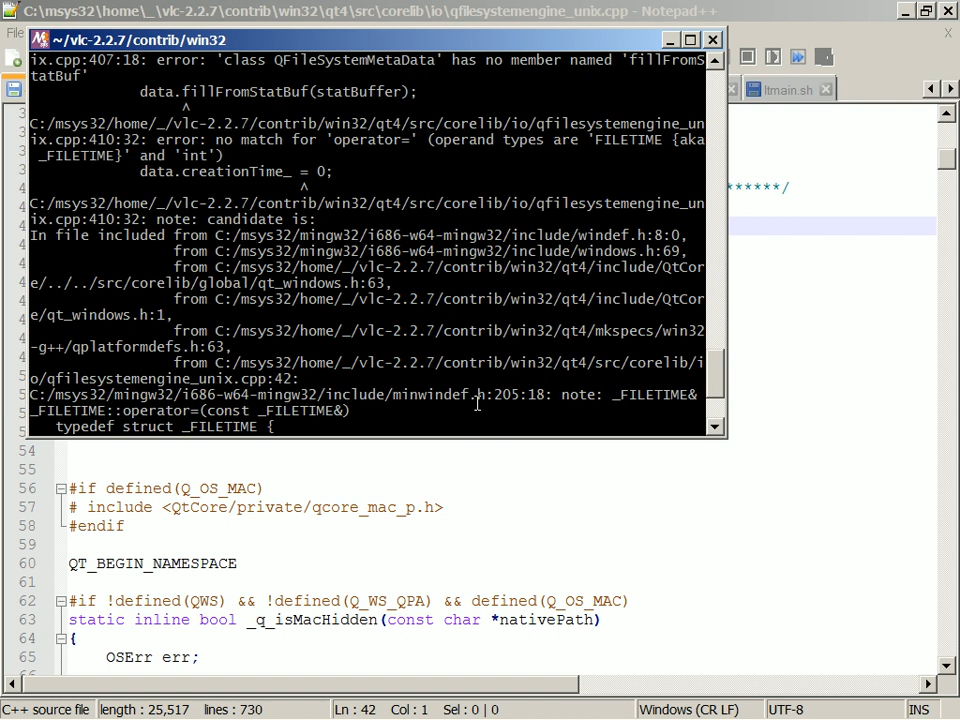 C:\msys32\home\_\vlc-2.2.7\contrib\win32\qt4\src\corelib\io\qfilesystemengine_unix.cpp - Notepad++
File
X
ltmain.sh
~/vlc-2.2.7/contrib/win32
ix.cpp:407:18: error: 'class QFileSystemMetaData' has no member named 'fillFromS
tatBuf'
data.fillFromStatBuf(statBuffer);
^
C:/msys32/home/_/vlc-2.2.7/contrib/win32/qt4/src/corelib/io/qfilesystemengine_un
ix.cpp:410:32: error: no match for 'operator=' (operand types are 'FILETIME {aka
_FILETIME}' and 'int')
data.creationTime_ = 0;
^
C:/msys32/home/_/vlc-2.2.7/contrib/win32/qt4/src/corelib/io/qfilesystemengine_un
ix.cpp:410:32: note: candidate is:
In file included from C:/msys32/mingw32/i686-w64-mingw32/include/windef.h:8:0,
from C:/msys32/mingw32/i686-w64-mingw32/include/windows.h:69,
from C:/msys32/home/_/vlc-2.2.7/contrib/win32/qt4/include/QtCor
e/../../src/corelib/global/qt_windows.h:63,
from C:/msys32/home/_/vlc-2.2.7/contrib/win32/qt4/include/QtCor
e/qt_windows.h:1,
from C:/msys32/home/_/vlc-2.2.7/contrib/win32/qt4/mkspecs/win32
-g++/qplatformdefs.h:63,
from C:/msys32/home/_/vlc-2.2.7/contrib/win32/qt4/src/corelib/i
o/qfilesystemengine_unix.cpp:42:
C:/msys32/mingw32/i686-w64-mingw32/include/minwindef.h:205:18: note: _FILETIME&
_FILETIME::operator=(const _FILETIME&)
typedef struct _FILETIME {
******/
54
55
56 #if defined(Q_OS_MAC)
57 # include <QtCore/private/qcore_mac_p.h>
58 #endif
59
60 QT_BEGIN_NAMESPACE
61
62 #if !defined(QWS) && !defined(Q_WS_QPA) && defined(Q_OS_MAC)
63 static inline bool _q_isMacHidden(const char *nativePath)
64 {
65 OSErr err;
C++ source file length : 25,517 lines : 730 Ln : 42 Col : 1 Sel : 0 | 0 Windows (CR LF) UTF-8 INS